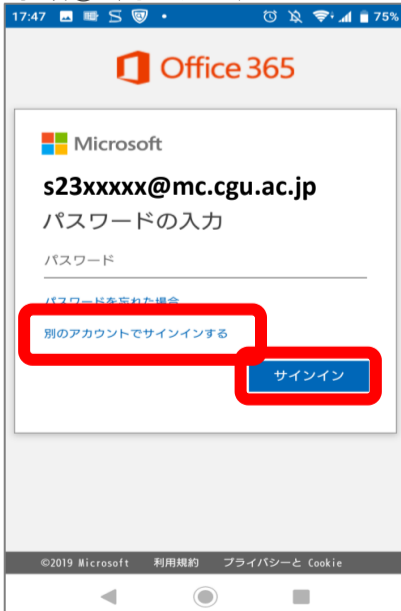 17:47 75%
Office 365
Microsoft
s23xxxxx@mc.cgu.ac.jp
パスワードの入力
パスワード
パスワードを忘れた場合
別のアカウントでサインインする
サインイン
©2019 Microsoft 利用規約 プライバシーと Cookie